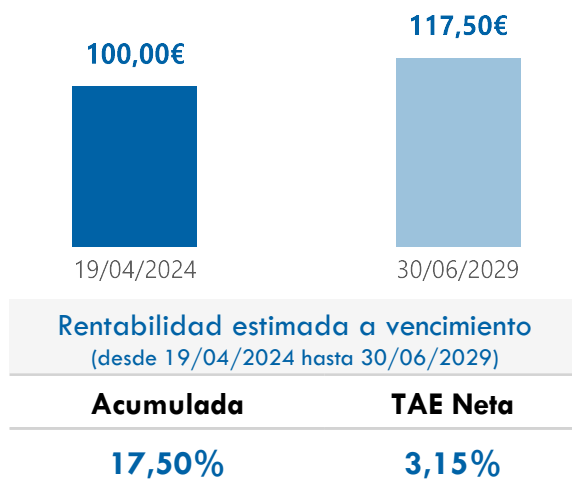 117,50€
100,00€
19/04/2024 30/06/2029
Rentabilidad estimada a vencimiento
(desde 19/04/2024 hasta 30/06/2029)
Acumulada TAE Neta
17,50% 3,15%